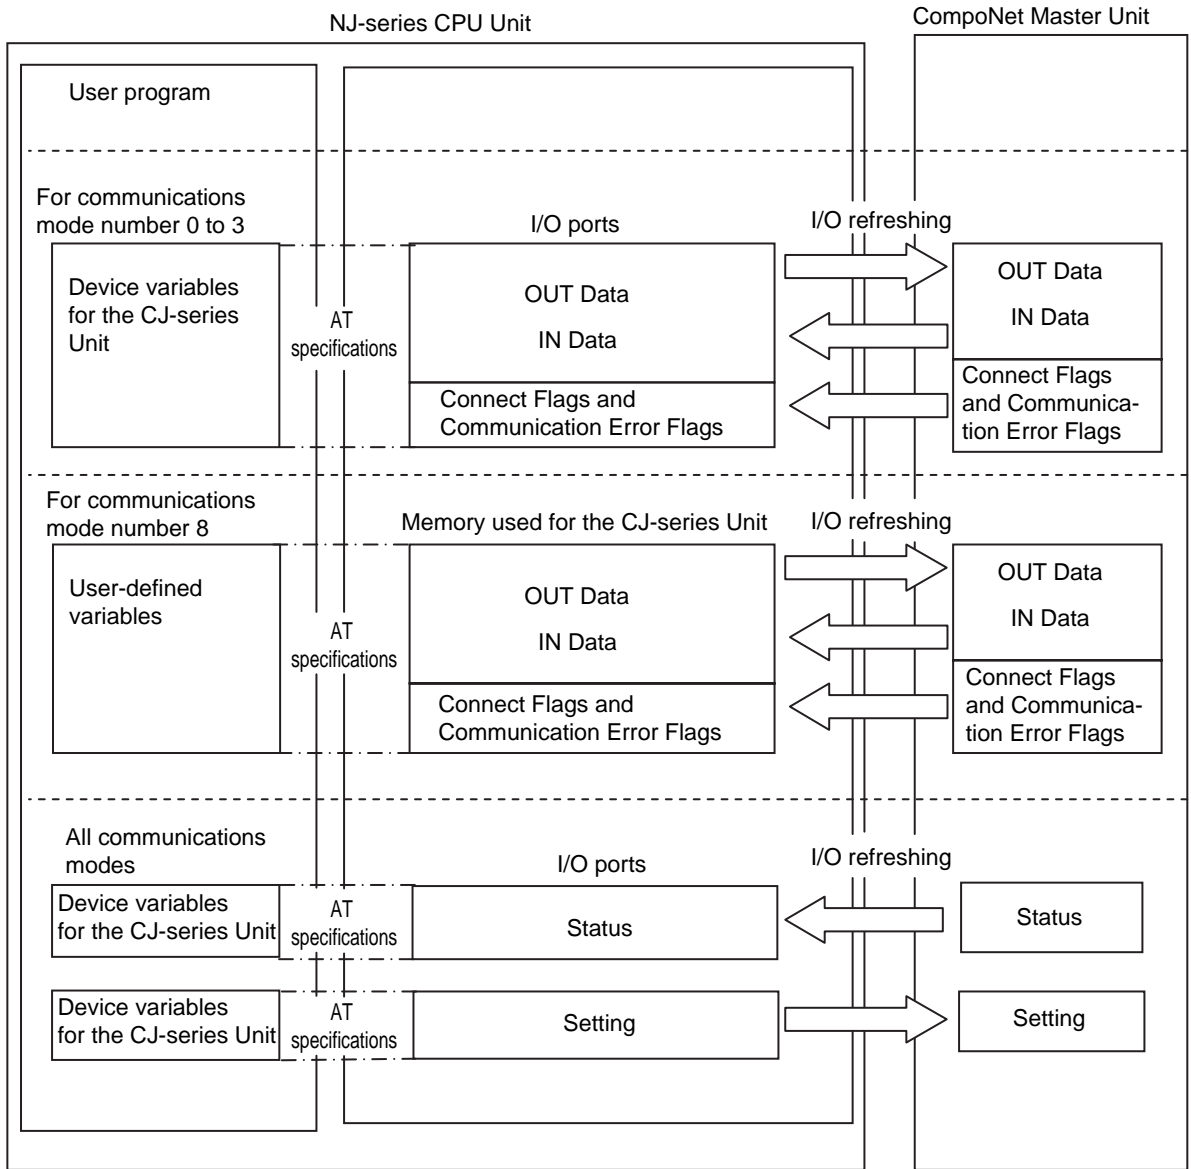 NJ-series CPU Unit
CompoNet Master Unit
User program
For communications
mode number 0 to 3
I/O ports
I/O refreshing
Device variables
for the CJ-series
Unit
AT
specifications
OUT Data
IN Data
Connect Flags and
Communication Error Flags
OUT Data
IN Data
Connect Flags
and Communica-
tion Error Flags
For communications
mode number 8
Memory used for the CJ-series Unit
I/O refreshing
User-defined
variables
AT
specifications
OUT Data
IN Data
Connect Flags and
Communication Error Flags
OUT Data
IN Data
Connect Flags
and Communica-
tion Error Flags
All communications
modes
I/O ports
I/O refreshing
Device variables
for the CJ-series Unit
AT
specifications
Status
Status
Device variables
for the CJ-series Unit
AT
specifications
Setting
Setting